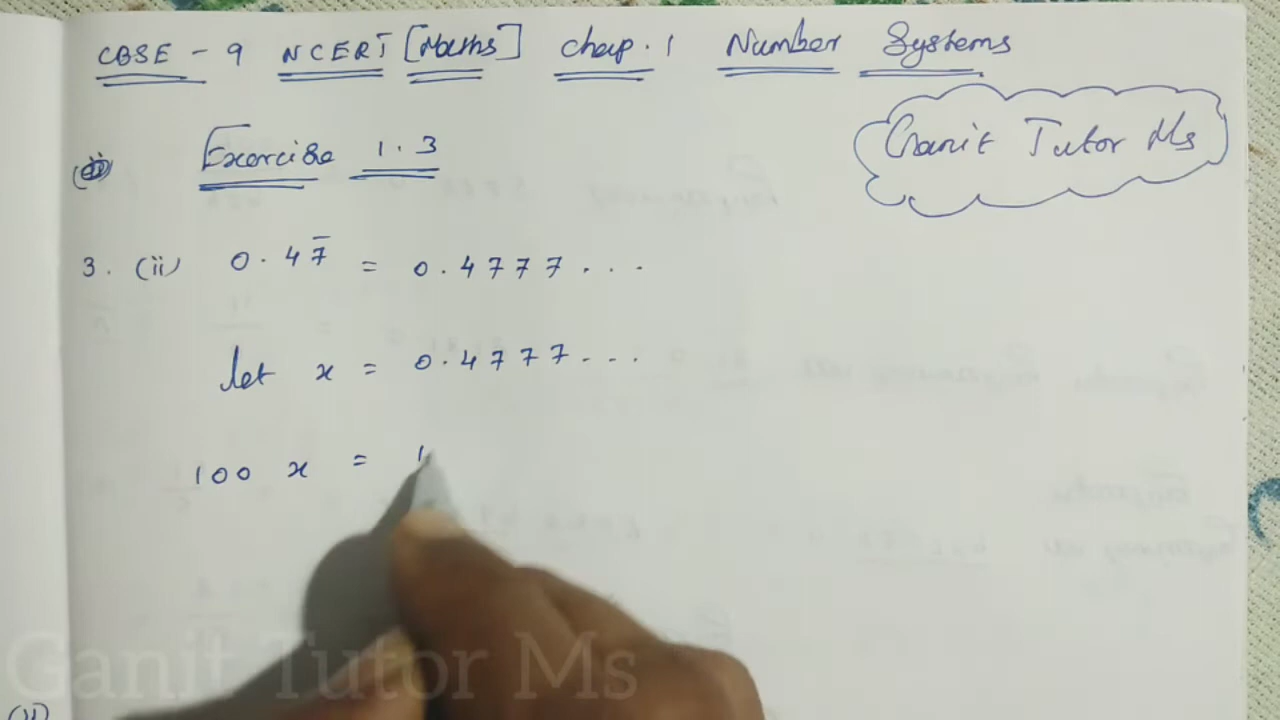 CBSE - 9 NCERT [Maths] Chap. 1 Number Systems
Ganit Tutor Ms
Exercise 1.3
3. (ii) 0.47̅ = 0.4777...
let x = 0.4777...
100 x = 1
Ganit Tutor Ms